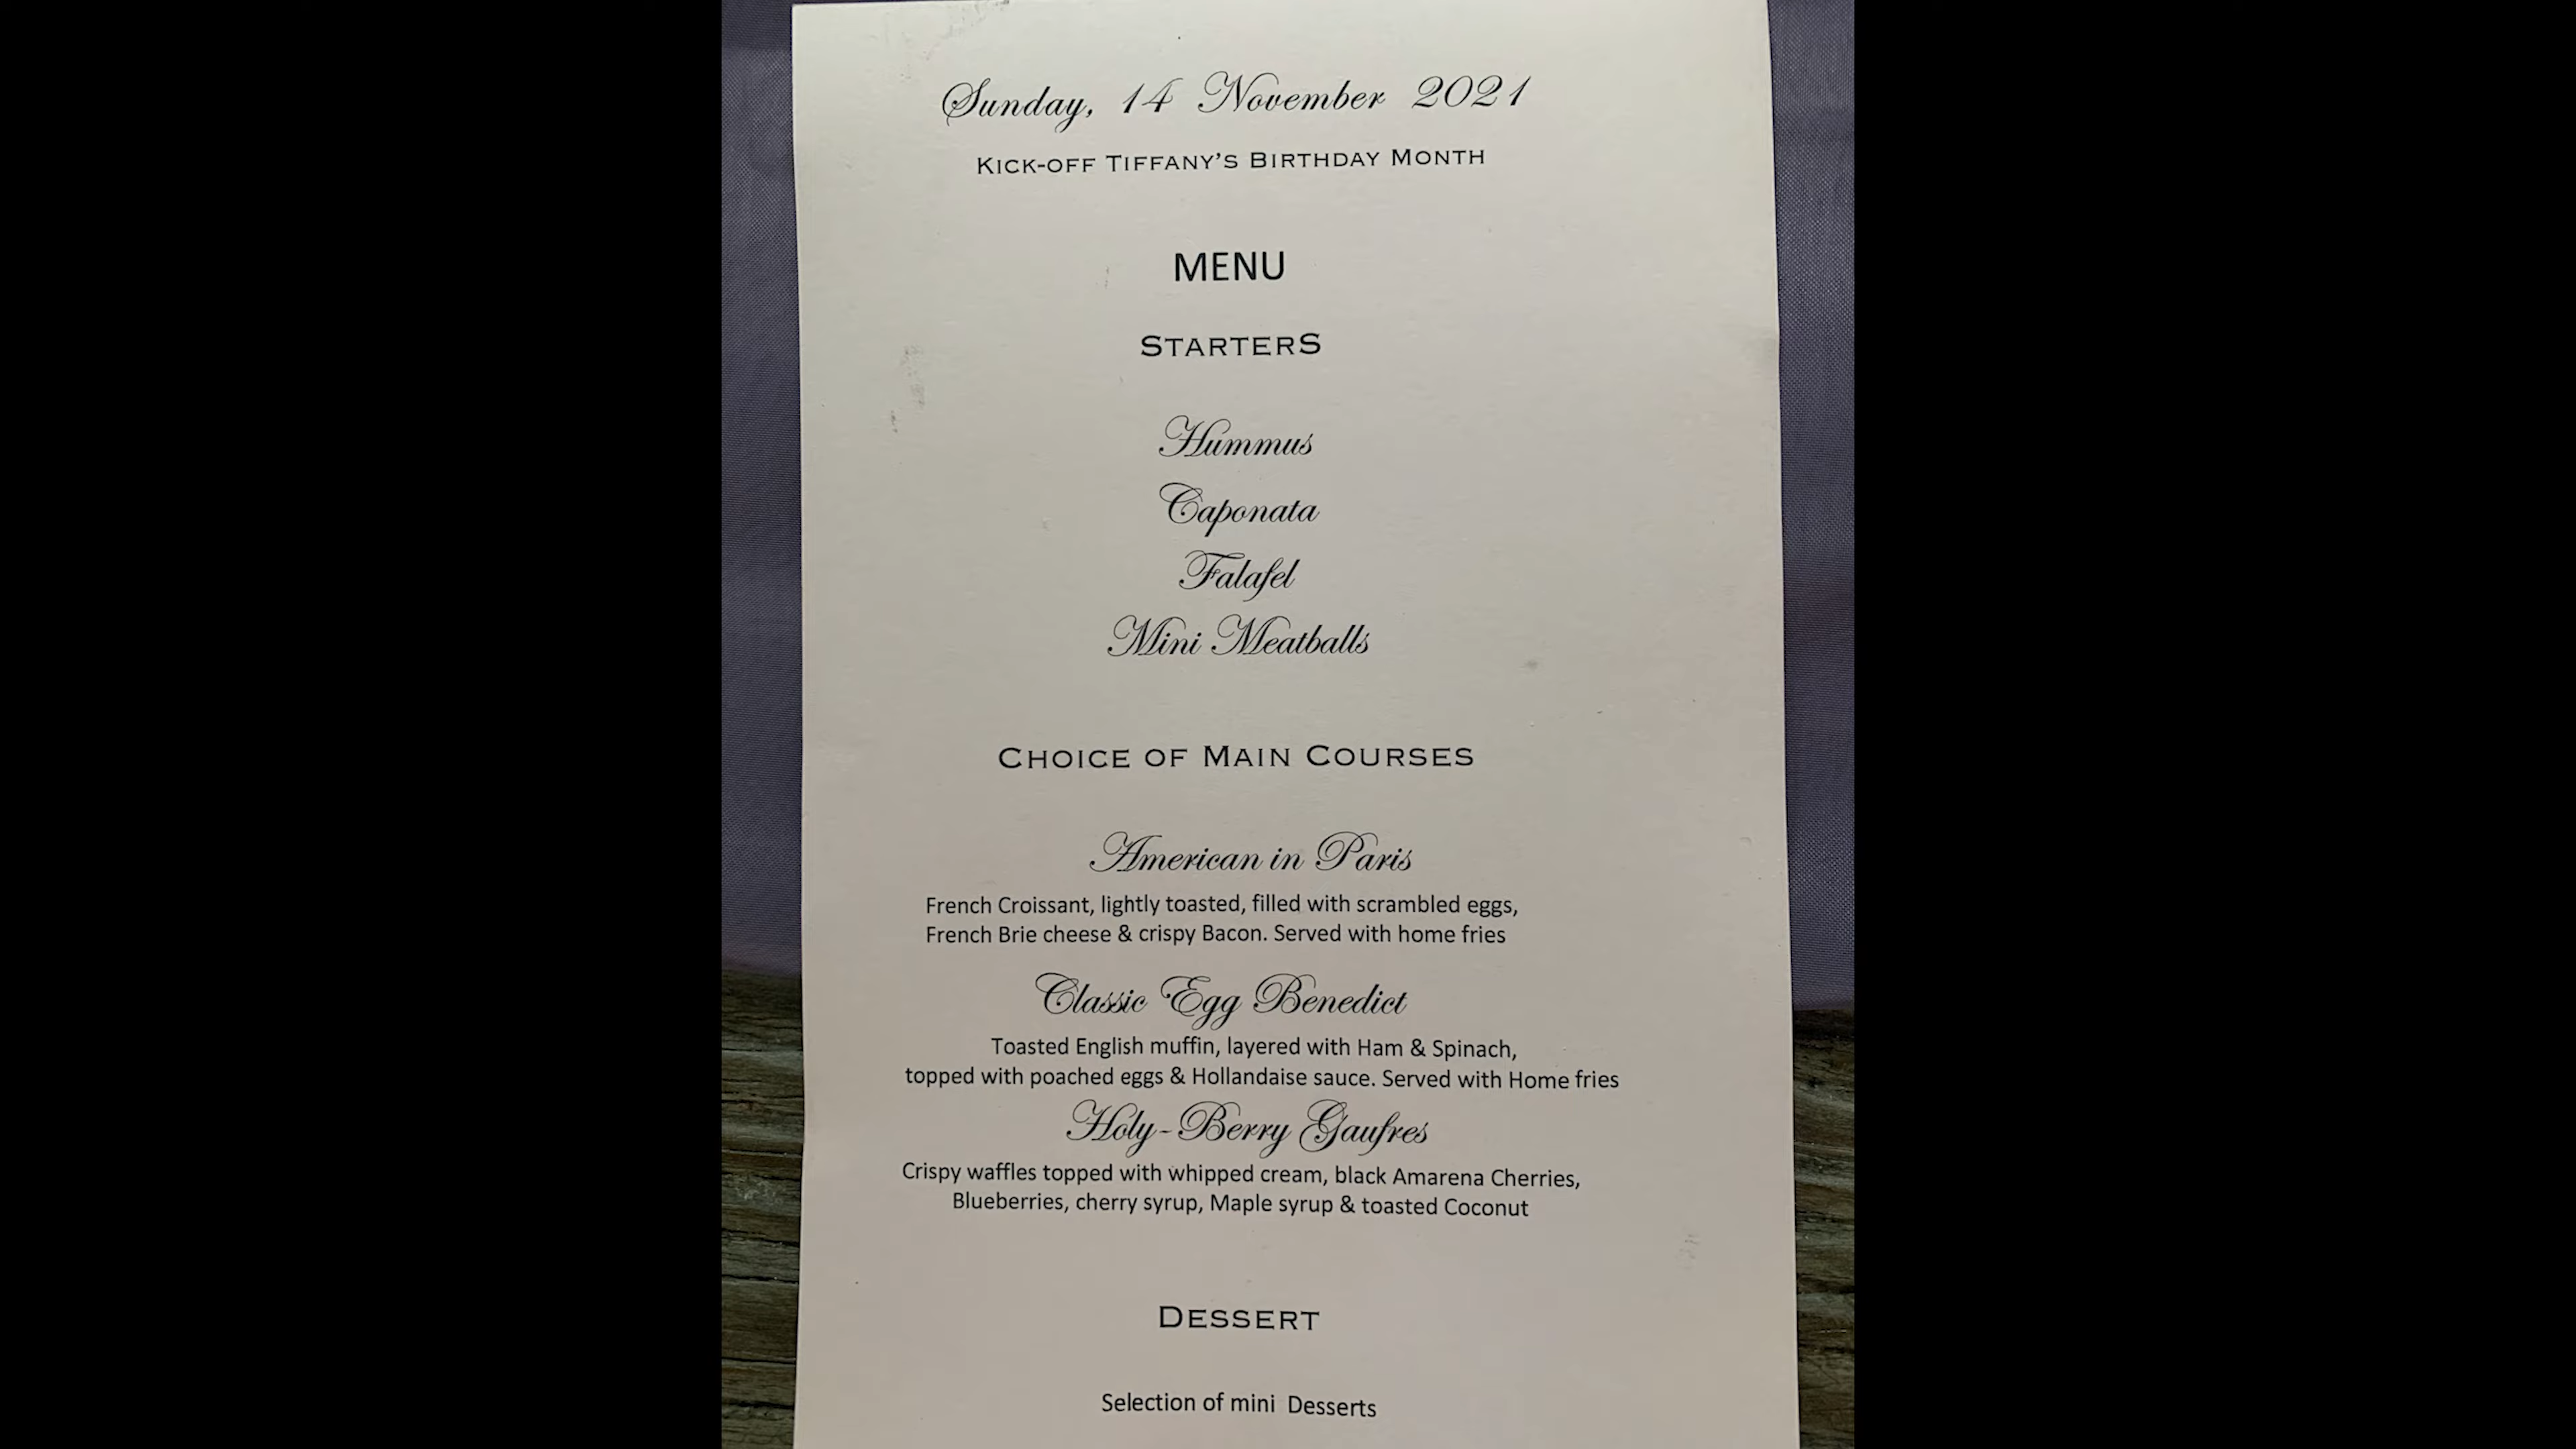 Sunday, 14 November 2021
KICK-OFF TIFFANY'S BIRTHDAY MONTH
MENU
STARTERS
Hummus
Caponata
Falafel
Mini Meatballs
CHOICE OF MAIN COURSES
American in Paris
French Croissant, lightly toasted, filled with scrambled eggs,
French Brie cheese & crispy Bacon. Served with home fries
Classic Egg Benedict
Toasted English muffin, layered with Ham & Spinach,
topped with poached eggs & Hollandaise sauce. Served with Home fries
Holy-Berry Gaufres
Crispy waffles topped with whipped cream, black Amarena Cherries,
Blueberries, cherry syrup, Maple syrup & toasted Coconut
DESSERT
Selection of mini Desserts